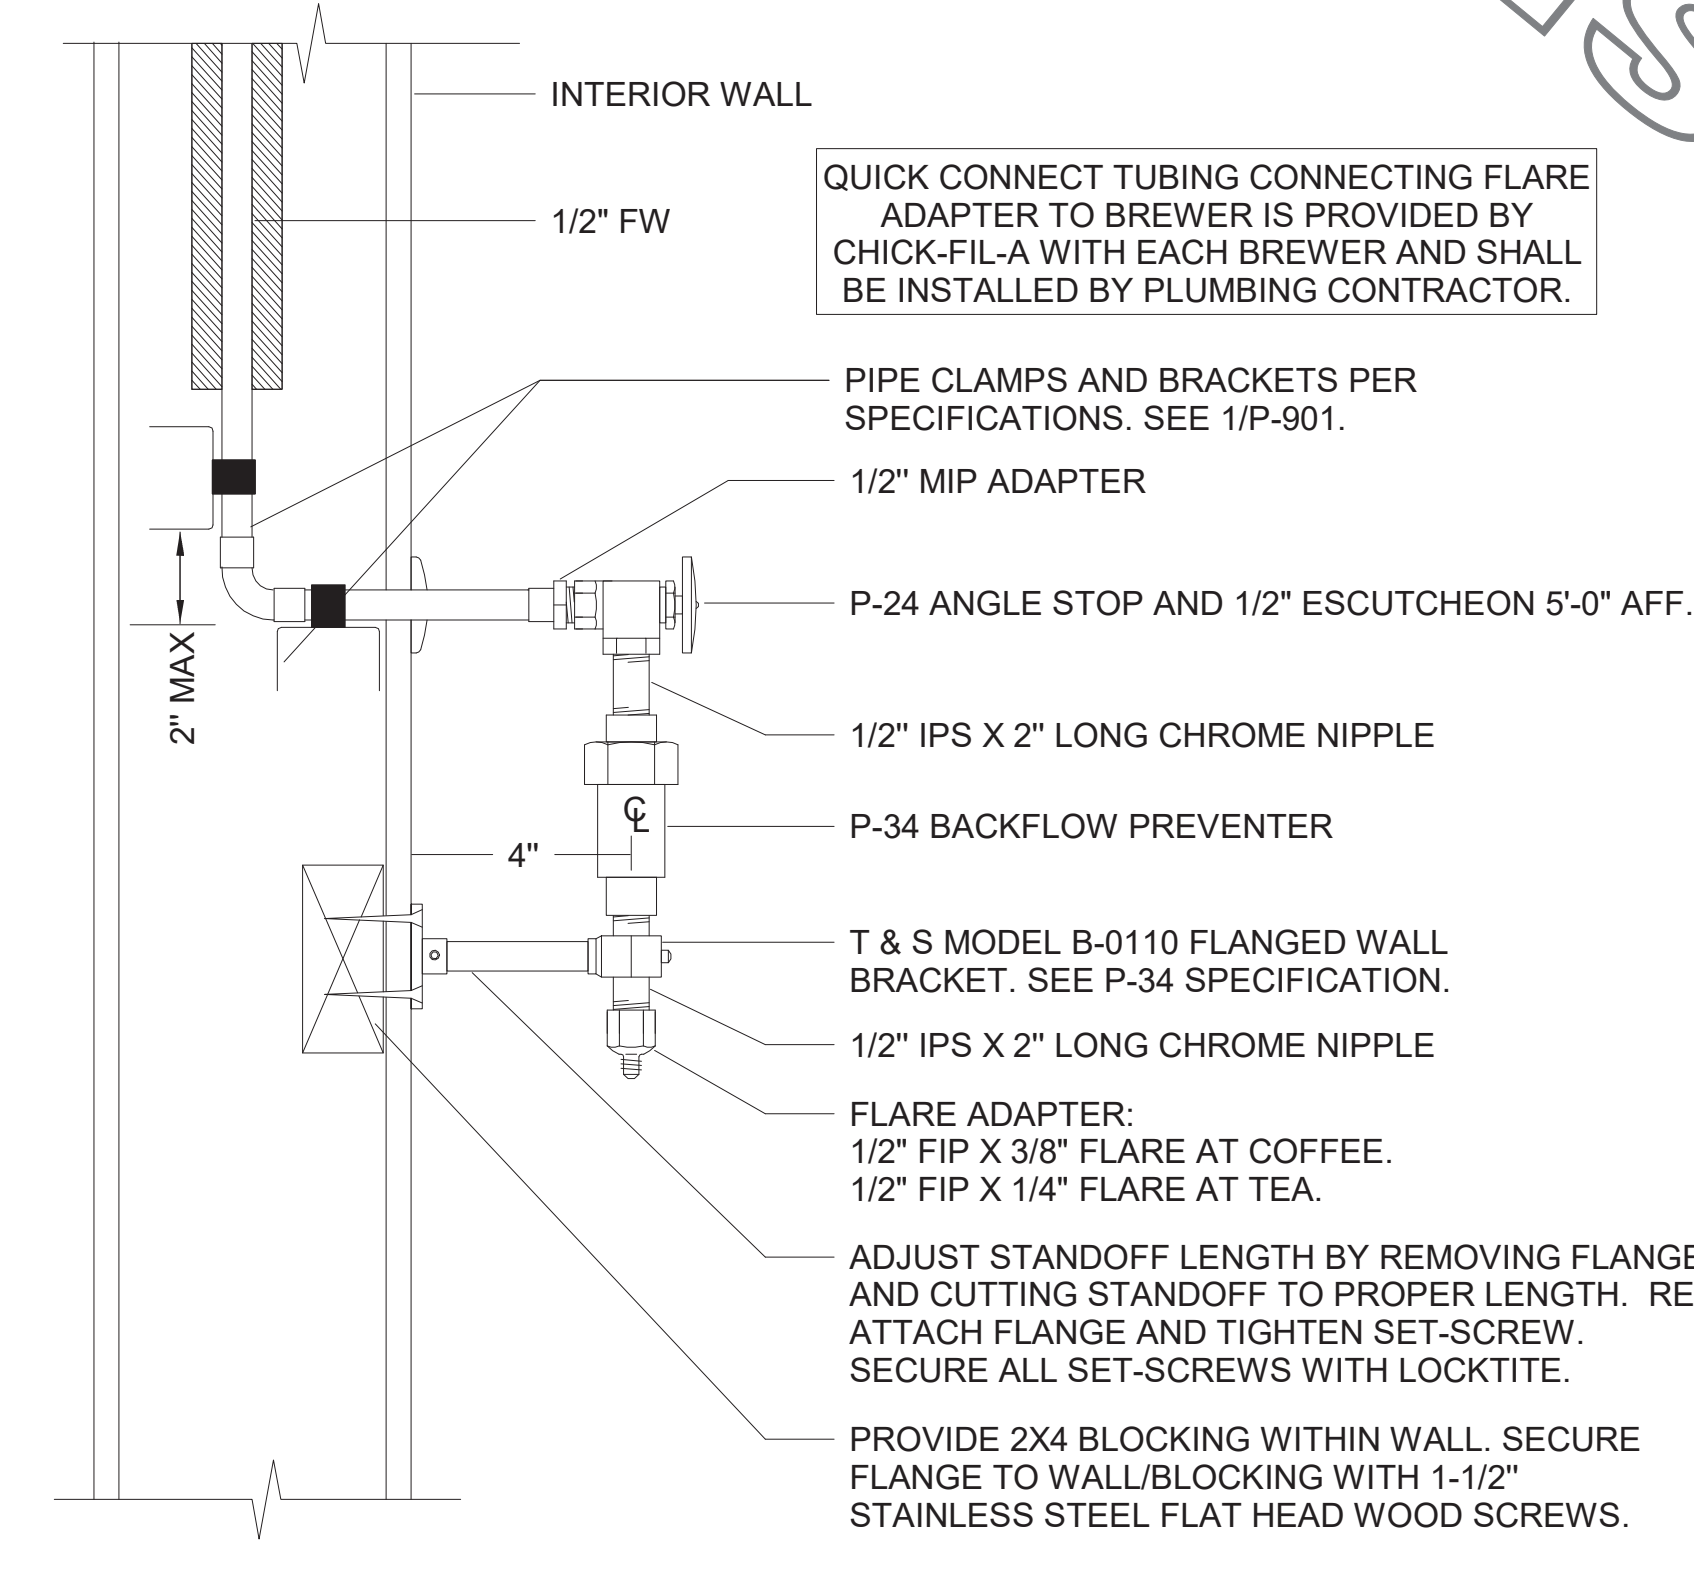 INTERIOR WALL
1/2" FW
QUICK CONNECT TUBING CONNECTING FLARE
ADAPTER TO BREWER IS PROVIDED BY
CHICK-FIL-A WITH EACH BREWER AND SHALL
BE INSTALLED BY PLUMBING CONTRACTOR.
PIPE CLAMPS AND BRACKETS PER
SPECIFICATIONS. SEE 1/P-901.
1/2" MIP ADAPTER
P-24 ANGLE STOP AND 1/2" ESCUTCHEON 5'-0" AFF.
2" MAX
1/2" IPS X 2" LONG CHROME NIPPLE
℄
P-34 BACKFLOW PREVENTER
4"
T & S MODEL B-0110 FLANGED WALL
BRACKET. SEE P-34 SPECIFICATION.
1/2" IPS X 2" LONG CHROME NIPPLE
FLARE ADAPTER:
1/2" FIP X 3/8" FLARE AT COFFEE.
1/2" FIP X 1/4" FLARE AT TEA.
ADJUST STANDOFF LENGTH BY REMOVING FLANGE
AND CUTTING STANDOFF TO PROPER LENGTH. RE
ATTACH FLANGE AND TIGHTEN SET-SCREW.
SECURE ALL SET-SCREWS WITH LOCKTITE.
PROVIDE 2X4 BLOCKING WITHIN WALL. SECURE
FLANGE TO WALL/BLOCKING WITH 1-1/2"
STAINLESS STEEL FLAT HEAD WOOD SCREWS.